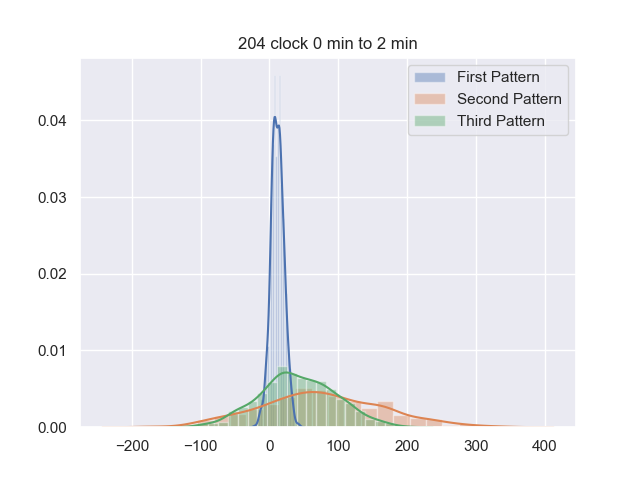 204 clock 0 min to 2 min
First Pattern
Second Pattern
Third Pattern
0.04
0.03
0.02
0.01
0.00
−200 −100 0 100 200 300 400